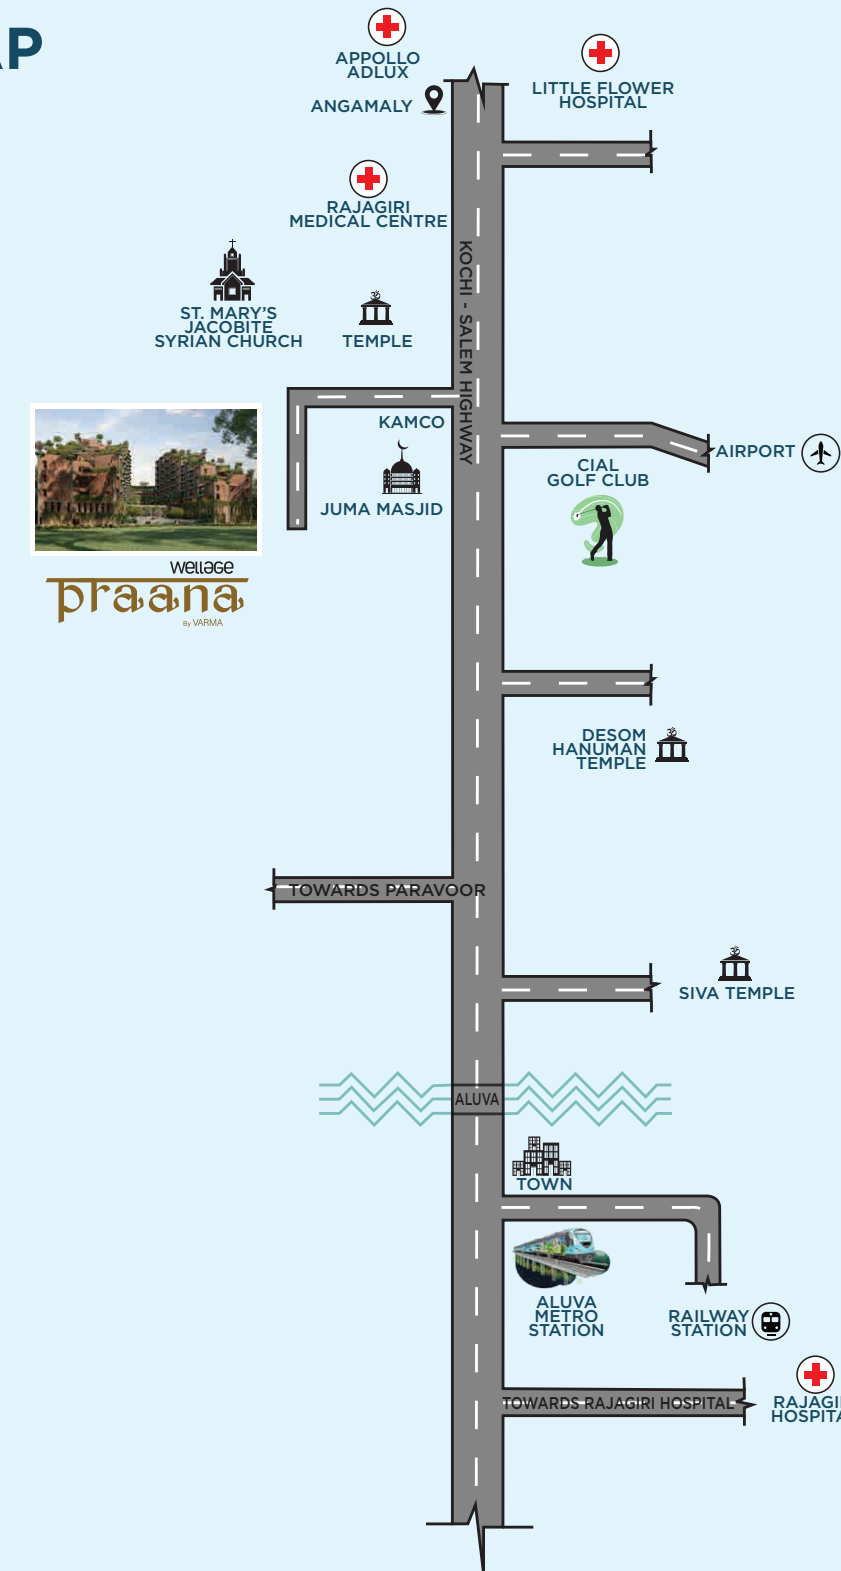 AP
APPOLLO
ADLUX
LITTLE FLOWER
HOSPITAL
ANGAMALY
RAJAGIRI
MEDICAL CENTRE
KOCHI - SALEM HIGHWAY
ST. MARY'S
JACOBITE
SYRIAN CHURCH
TEMPLE
KAMCO
JUMA MASJID
AIRPORT
CIAL
GOLF CLUB
wellage
praana
By VARMA
DESOM
HANUMAN
TEMPLE
TOWARDS PARAVOOR
SIVA TEMPLE
ALUVA
TOWN
ALUVA
METRO
STATION
RAILWAY
STATION
TOWARDS RAJAGIRI HOSPITAL
RAJAGI
HOSPITA